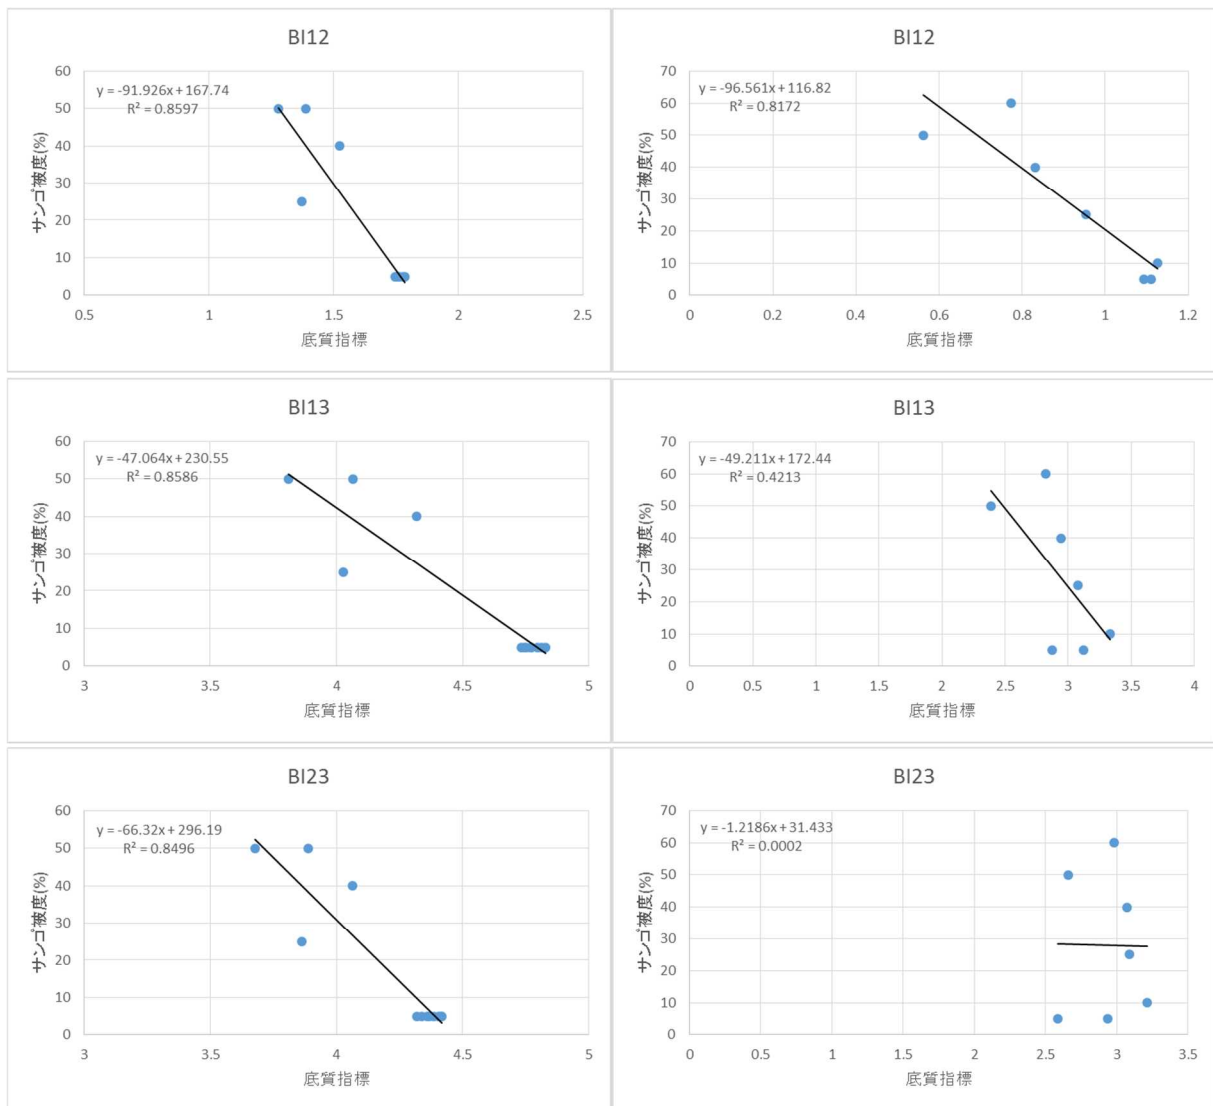 BI12
y = -91.926x + 167.74
R² = 0.8597
サンゴ被度(%)
60
50
40
30
20
10
0
0.5
1
1.5
2
2.5
底質指標
BI12
y = -96.561x + 116.82
R² = 0.8172
サンゴ被度(%)
70
60
50
40
30
20
10
0
0
0.2
0.4
0.6
0.8
1
1.2
底質指標
BI13
y = -47.064x + 230.55
R² = 0.8586
サンゴ被度(%)
60
50
40
30
20
10
0
3
3.5
4
4.5
5
底質指標
BI13
y = -49.211x + 172.44
R² = 0.4213
サンゴ被度(%)
70
60
50
40
30
20
10
0
0
0.5
1
1.5
2
2.5
3
3.5
4
底質指標
BI23
y = -66.32x + 296.19
R² = 0.8496
サンゴ被度(%)
60
50
40
30
20
10
0
3
3.5
4
4.5
5
底質指標
BI23
y = -1.2186x + 31.433
R² = 0.0002
サンゴ被度(%)
70
60
50
40
30
20
10
0
0
0.5
1
1.5
2
2.5
3
3.5
底質指標